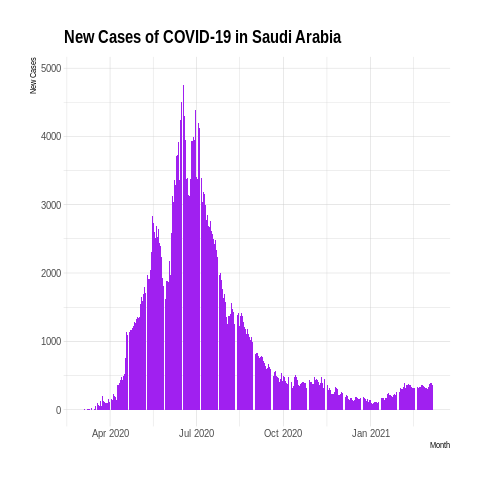 New Cases of COVID-19 in Saudi Arabia
New Cases
5000
4000
3000
2000
1000
0
Apr 2020 Jul 2020 Oct 2020 Jan 2021
Month